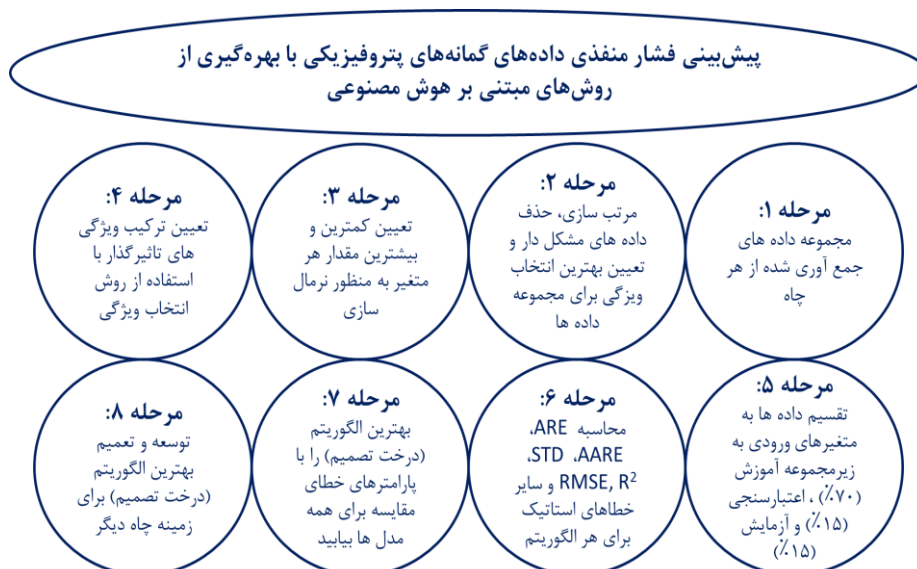 پیش‌بینی فشار منفذی داده‌های گمانه‌های پتروفیزیکی با بهره‌گیری از
روش‌های مبتنی بر هوش مصنوعی
مرحله ۱:
مجموعه داده های
جمع آوری شده از هر
چاه
مرحله ۲:
مرتب سازی، حذف
داده های مشکل دار و
تعیین بهترین انتخاب
ویزگی برای مجموعه
داده ها
مرحله ۳:
تعیین کمترین و
بیشترین مقدار هر
متغیر به منظور نرمال
سازی
مرحله ۴:
تعیین ترکیب ویژگی
های تاثیرگذار با
استفاده از روش
انتخاب ویژگی
مرحله ۵:
تقسیم داده ها به
متغیرهای ورودی به
زیرمجموعه آموزش
(۷۰٪)، اعتبارسنجی
(۱۵٪) و آزمایش
(۱۵٪)
مرحله ۶:
محاسبه ARE،
AARE، STD،
RMSE, R² و سایر
خطاهای استاتیک
برای هر الگوریتم
مرحله ۷:
بهترین الگوریتم
(درخت تصمیم) را با
پارامترهای خطای
مقایسه برای همه
مدل ها بیابید
مرحله ۸:
توسعه و تعمیم
بهترین الگوریتم
(درخت تصمیم) برای
زمینه چاه دیگر